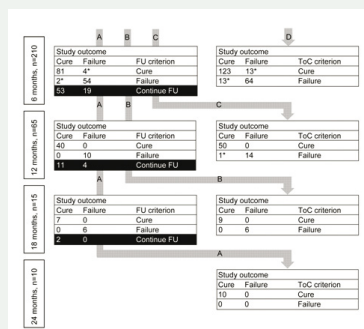 A B C D
6 months, n=210
Study outcome
Cure Failure FU criterion
81 4* Cure
2* 54 Failure
53 19 Continue FU
Study outcome
Cure Failure ToC criterion
123 13* Cure
13* 64 Failure
A B C
12 months, n=65
Study outcome
Cure Failure FU criterion
40 0 Cure
0 10 Failure
11 4 Continue FU
Study outcome
Cure Failure ToC criterion
50 0 Cure
1* 14 Failure
A B
18 months, n=15
Study outcome
Cure Failure FU criterion
7 0 Cure
0 6 Failure
2 0 Continue FU
Study outcome
Cure Failure ToC criterion
9 0 Cure
0 6 Failure
A
24 months, n=10
Study outcome
Cure Failure ToC criterion
10 0 Cure
0 0 Failure